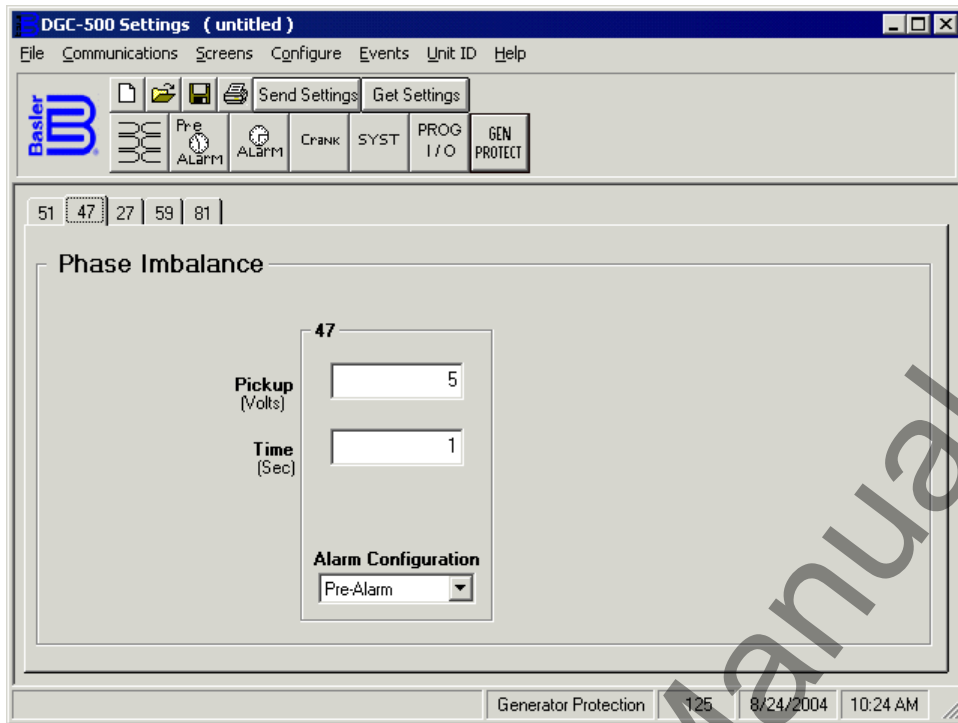 DGC-500 Settings ( untitled )
File Communications Screens Configure Events Unit ID Help
Basler
Send Settings Get Settings
Pre ALarm ALarm Crank SYST PROG I/O GEN PROTECT
51 47 27 59 81
Phase Imbalance
47
Pickup 5
(Volts)
Time 1
(Sec)
Alarm Configuration
Pre-Alarm
Generator Protection 125 8/24/2004 10:24 AM
Manual